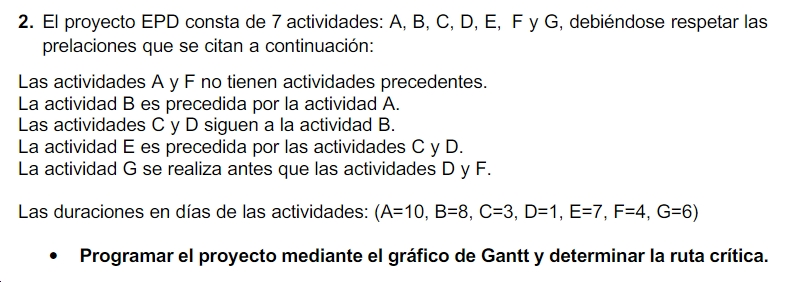 2. El proyecto EPD consta de 7 actividades: A, B, C, D, E, F y G, debiéndose respetar las
prelaciones que se citan a continuación:
Las actividades A y F no tienen actividades precedentes.
La actividad B es precedida por la actividad A.
Las actividades C y D siguen a la actividad B.
La actividad E es precedida por las actividades C y D.
La actividad G se realiza antes que las actividades D y F.
Las duraciones en días de las actividades: (A=10, B=8, C=3, D=1, E=7, F=4, G=6)
• Programar el proyecto mediante el gráfico de Gantt y determinar la ruta crítica.